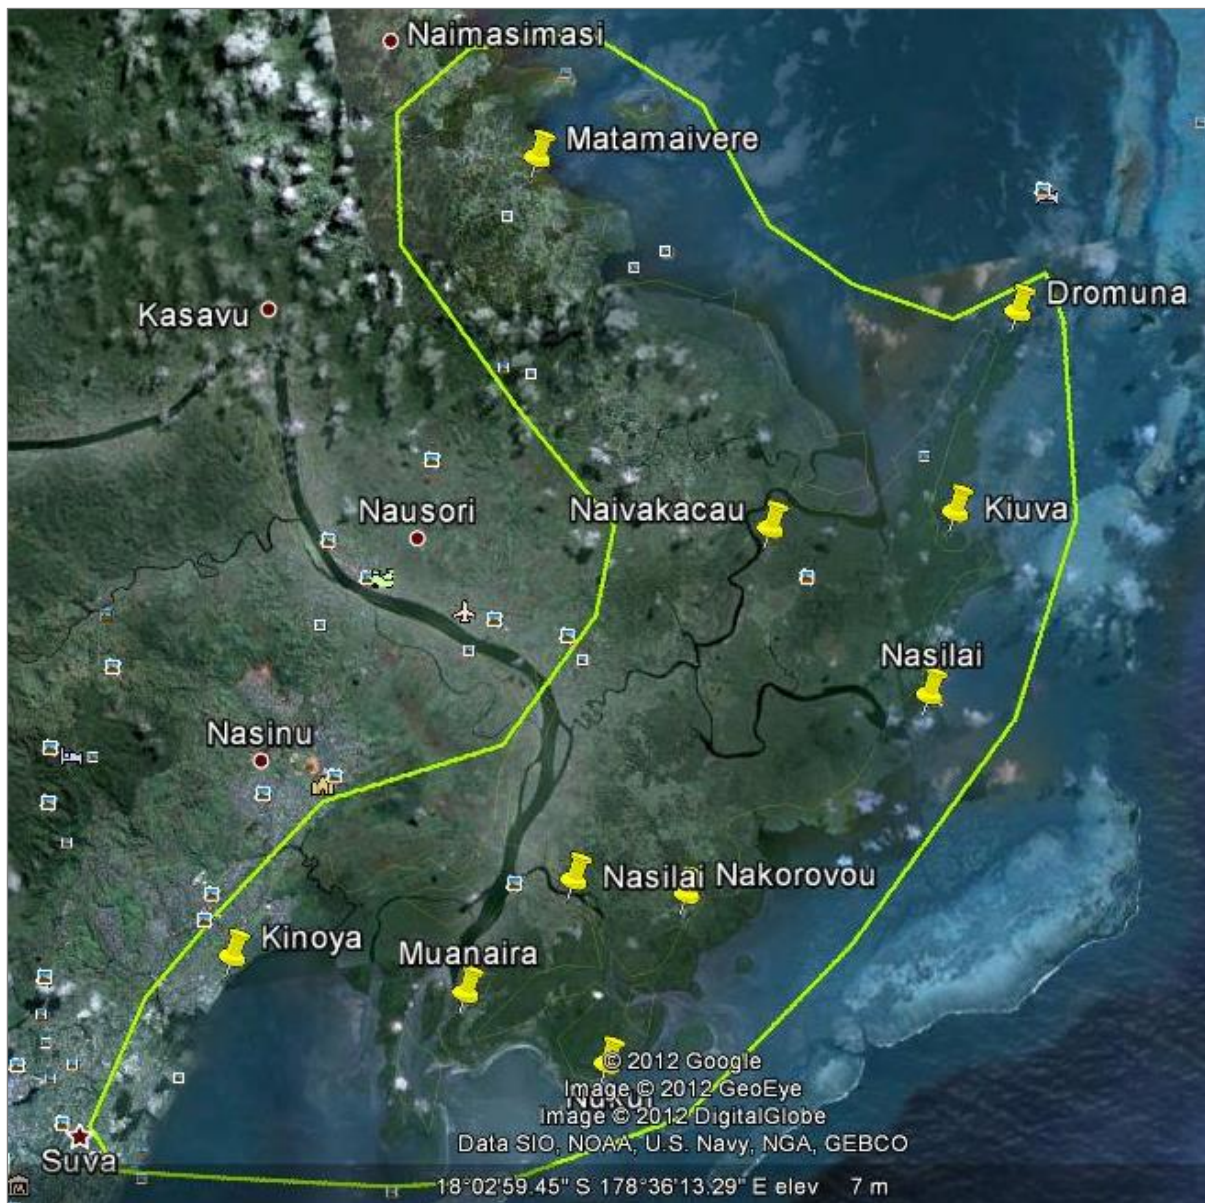 Naimasimasi
Matamaivere
Dromuna
Kasavu
Nausori
Naivakacau
Kiuva
Nasilai
Nasinu
Nasilai
Nakorovou
Kinoya
Muanaira
© 2012 Google
Image © 2012 GeoEye
Nukui
Image © 2012 DigitalGlobe
Data SIO, NOAA, U.S. Navy, NGA, GEBCO
Suva
18°02'59.45" S 178°36'13.29" E elev 7 m